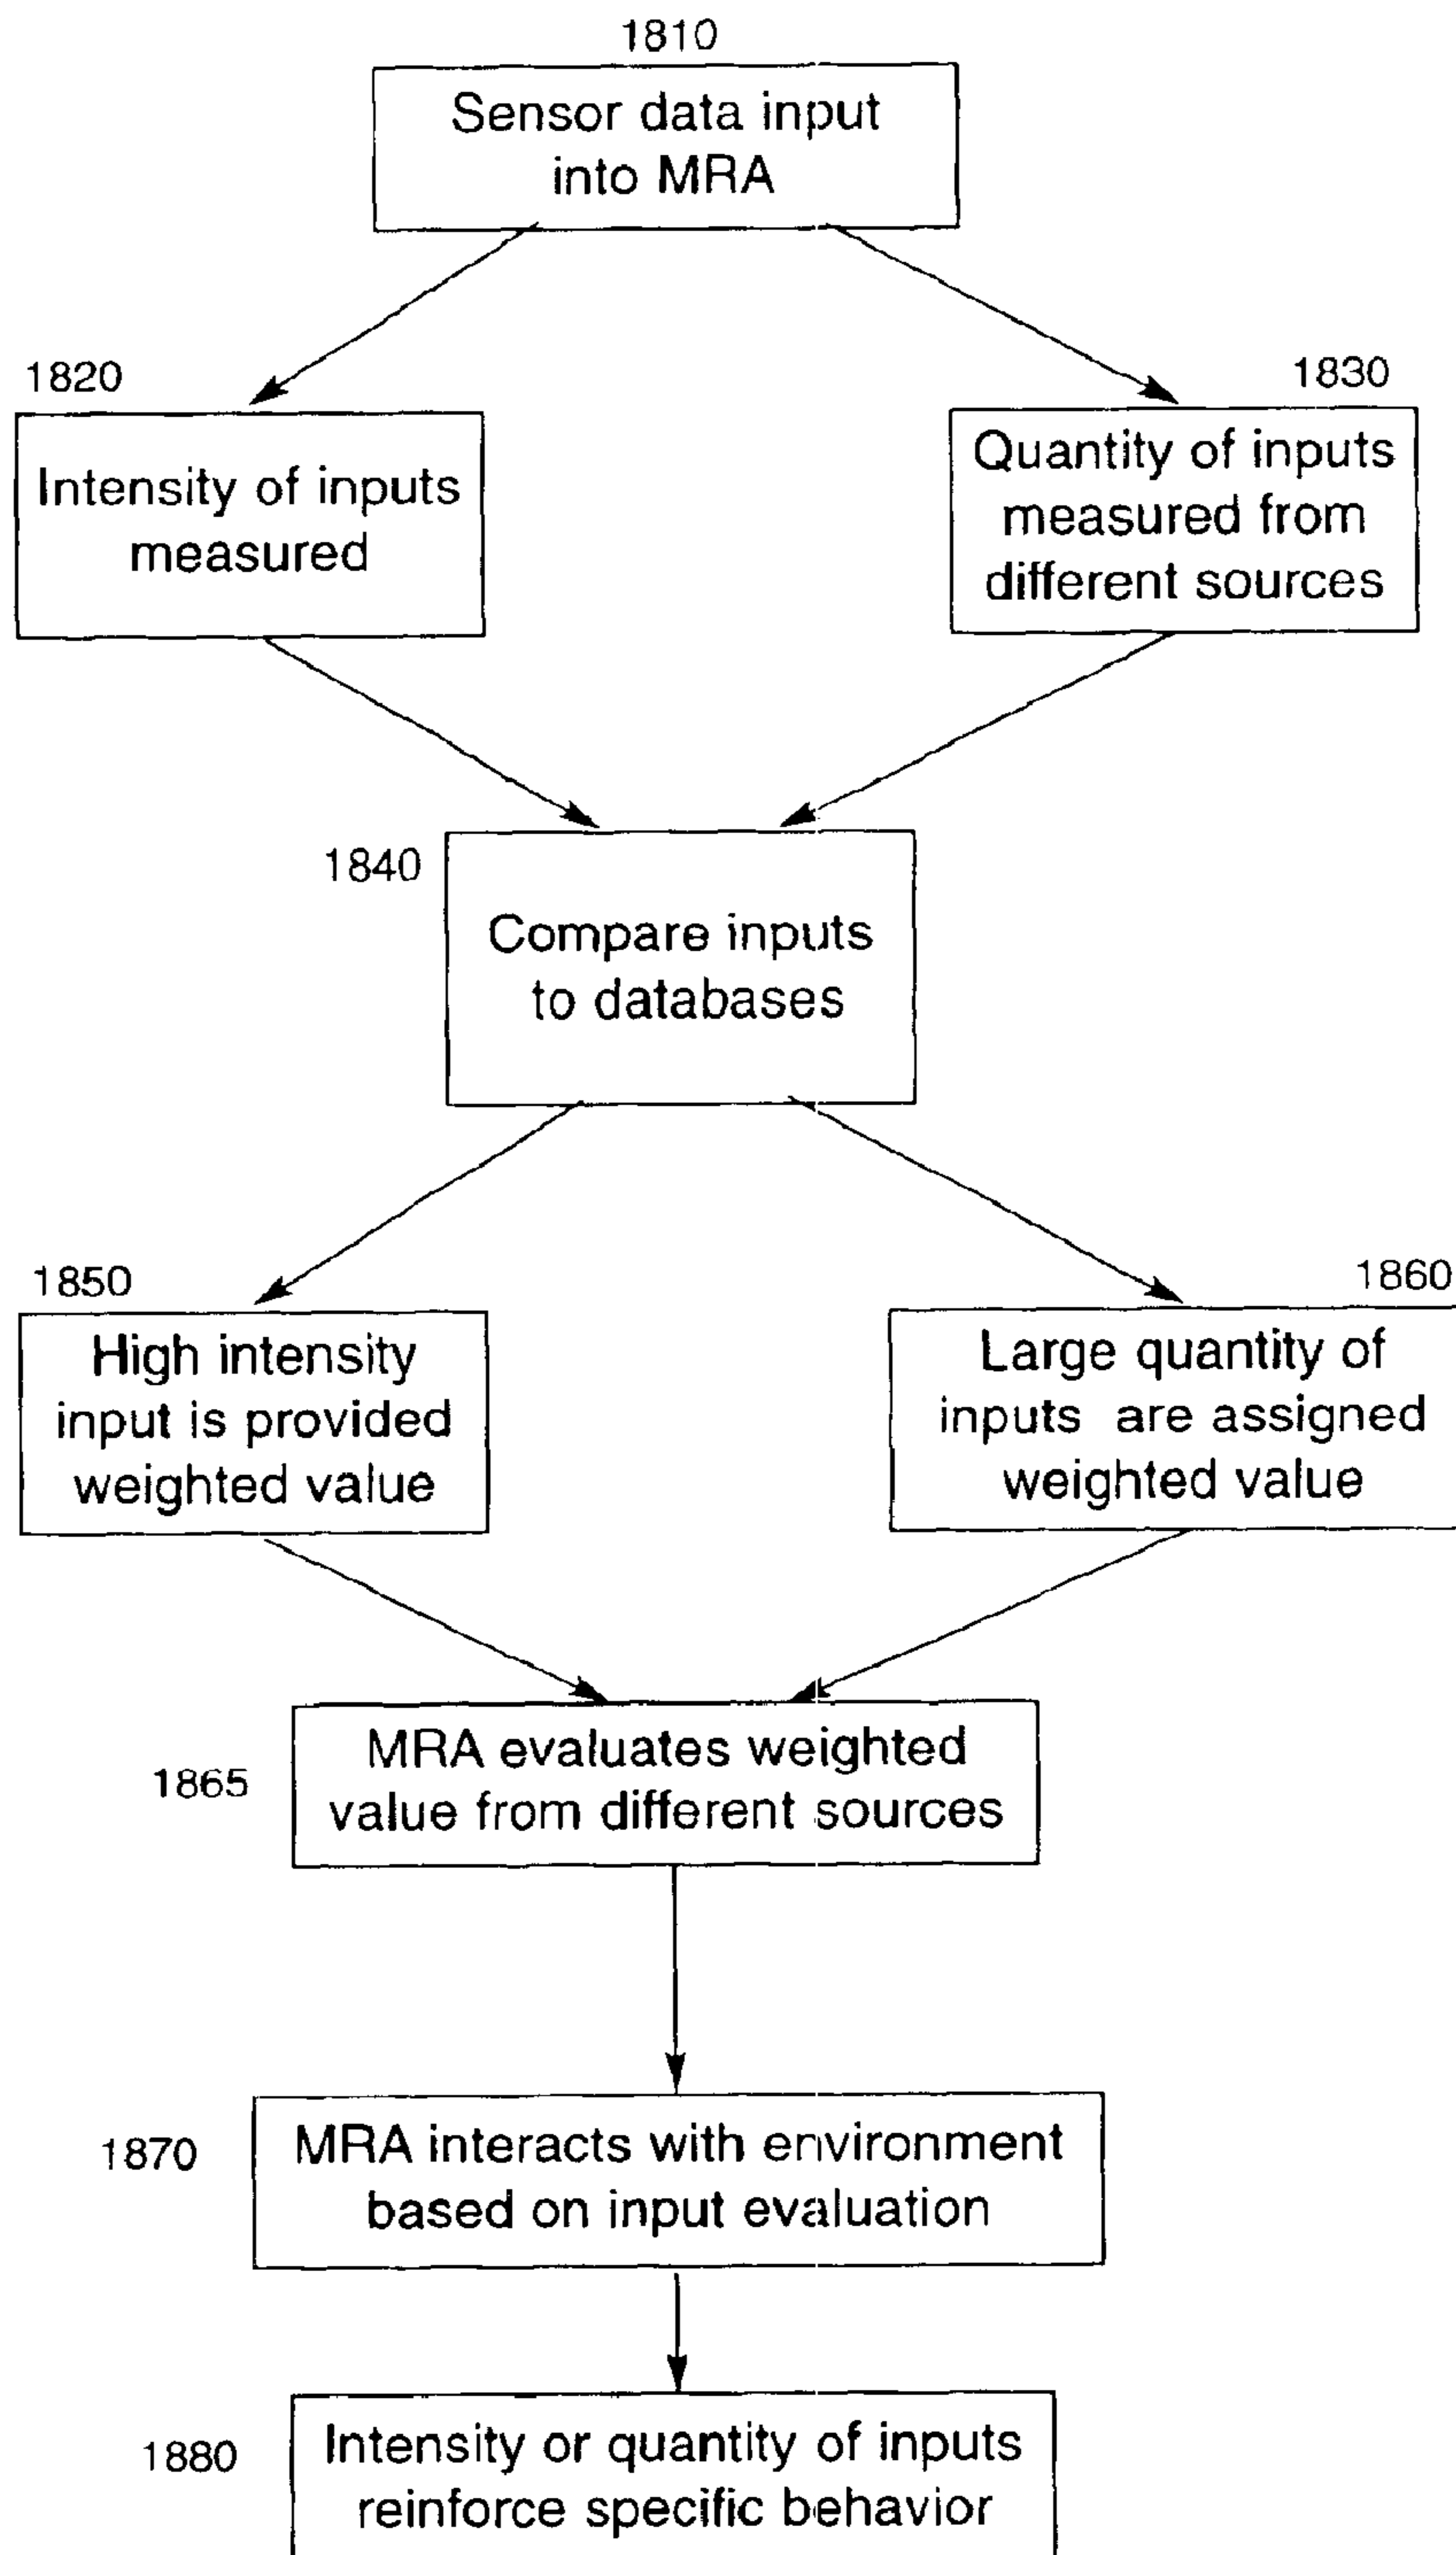 1810
Sensor data input
into MRA
1820
Intensity of inputs
measured
1830
Quantity of inputs
measured from
different sources
1840
Compare inputs
to databases
1850
High intensity
input is provided
weighted value
1860
Large quantity of
inputs are assigned
weighted value
1865
MRA evaluates weighted
value from different sources
1870
MRA interacts with environment
based on input evaluation
1880
Intensity or quantity of inputs
reinforce specific behavior